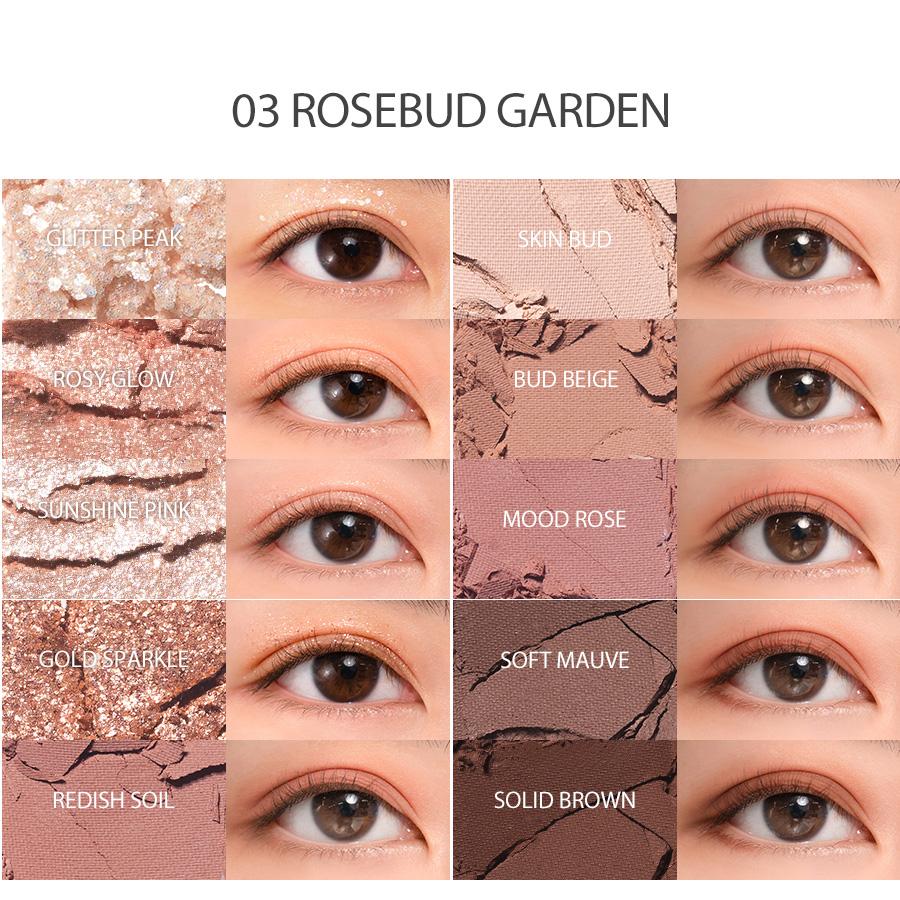 03 ROSEBUD GARDEN
GLITTER PEAK
SKIN BUD
ROSY GLOW
BUD BEIGE
SUNSHINE PINK
MOOD ROSE
GOLD SPARKLE
SOFT MAUVE
REDISH SOIL
SOLID BROWN